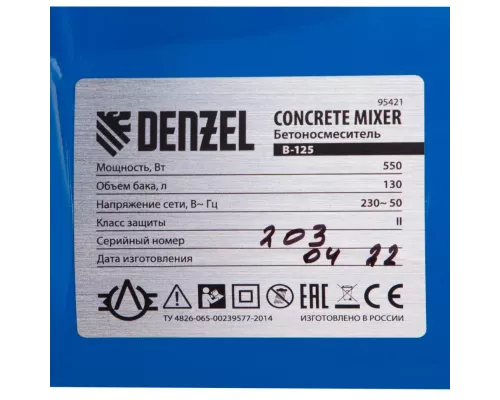 95421
DENZEL CONCRETE MIXER
Бетоносмеситель
B-125
Мощность, Вт 550
Объем бака, л 130
Напряжение сети, В~ Гц 230~ 50
Класс защиты II
Серийный номер 203
Дата изготовления 04 22
EAC CE
ТУ 4826-065-00239577-2014 ИЗГОТОВЛЕНО В РОССИИ